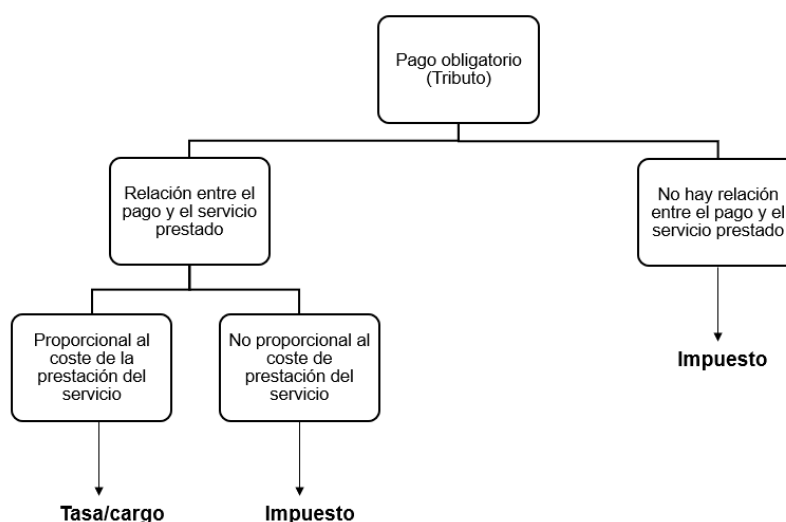 Pago obligatorio
(Tributo)
Relación entre el
pago y el servicio
prestado
No hay relación
entre el pago y el
servicio prestado
Proporcional al
coste de la
prestación del
servicio
No proporcional al
coste de
prestación del
servicio
Impuesto
Tasa/cargo
Impuesto